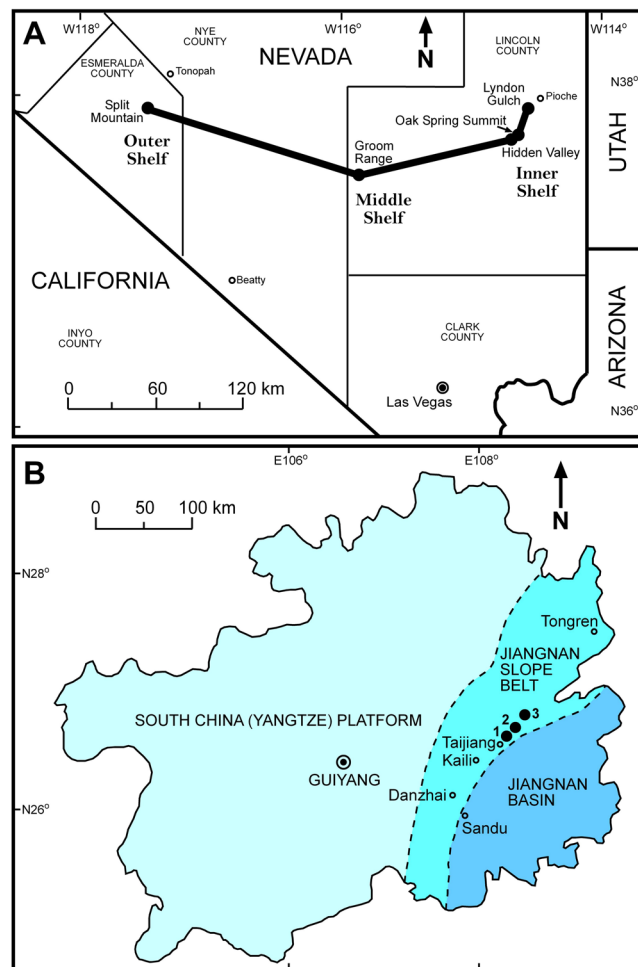 A
W118°
W116°
W114°
NYE
COUNTY
NEVADA
N
LINCOLN
COUNTY
ESMERALDA
COUNTY
Tonopah
N38°
Lyndon
Gulch
Pioche
Split
Mountain
Oak Spring Summit
Outer
Shelf
Groom
Range
Hidden Valley
Middle
Shelf
Inner
Shelf
UTAH
CALIFORNIA
Beatty
INYO
COUNTY
CLARK
COUNTY
ARIZONA
0 60 120 km
Las Vegas
N36°
B
E106°
E108°
0 50 100 km
N
N28°
Tongren
JIANGNAN
SLOPE
BELT
SOUTH CHINA (YANGTZE) PLATFORM
1 2 3
Taijiang
Kaili
GUIYANG
Danzhai
JIANGNAN
BASIN
N26°
Sandu